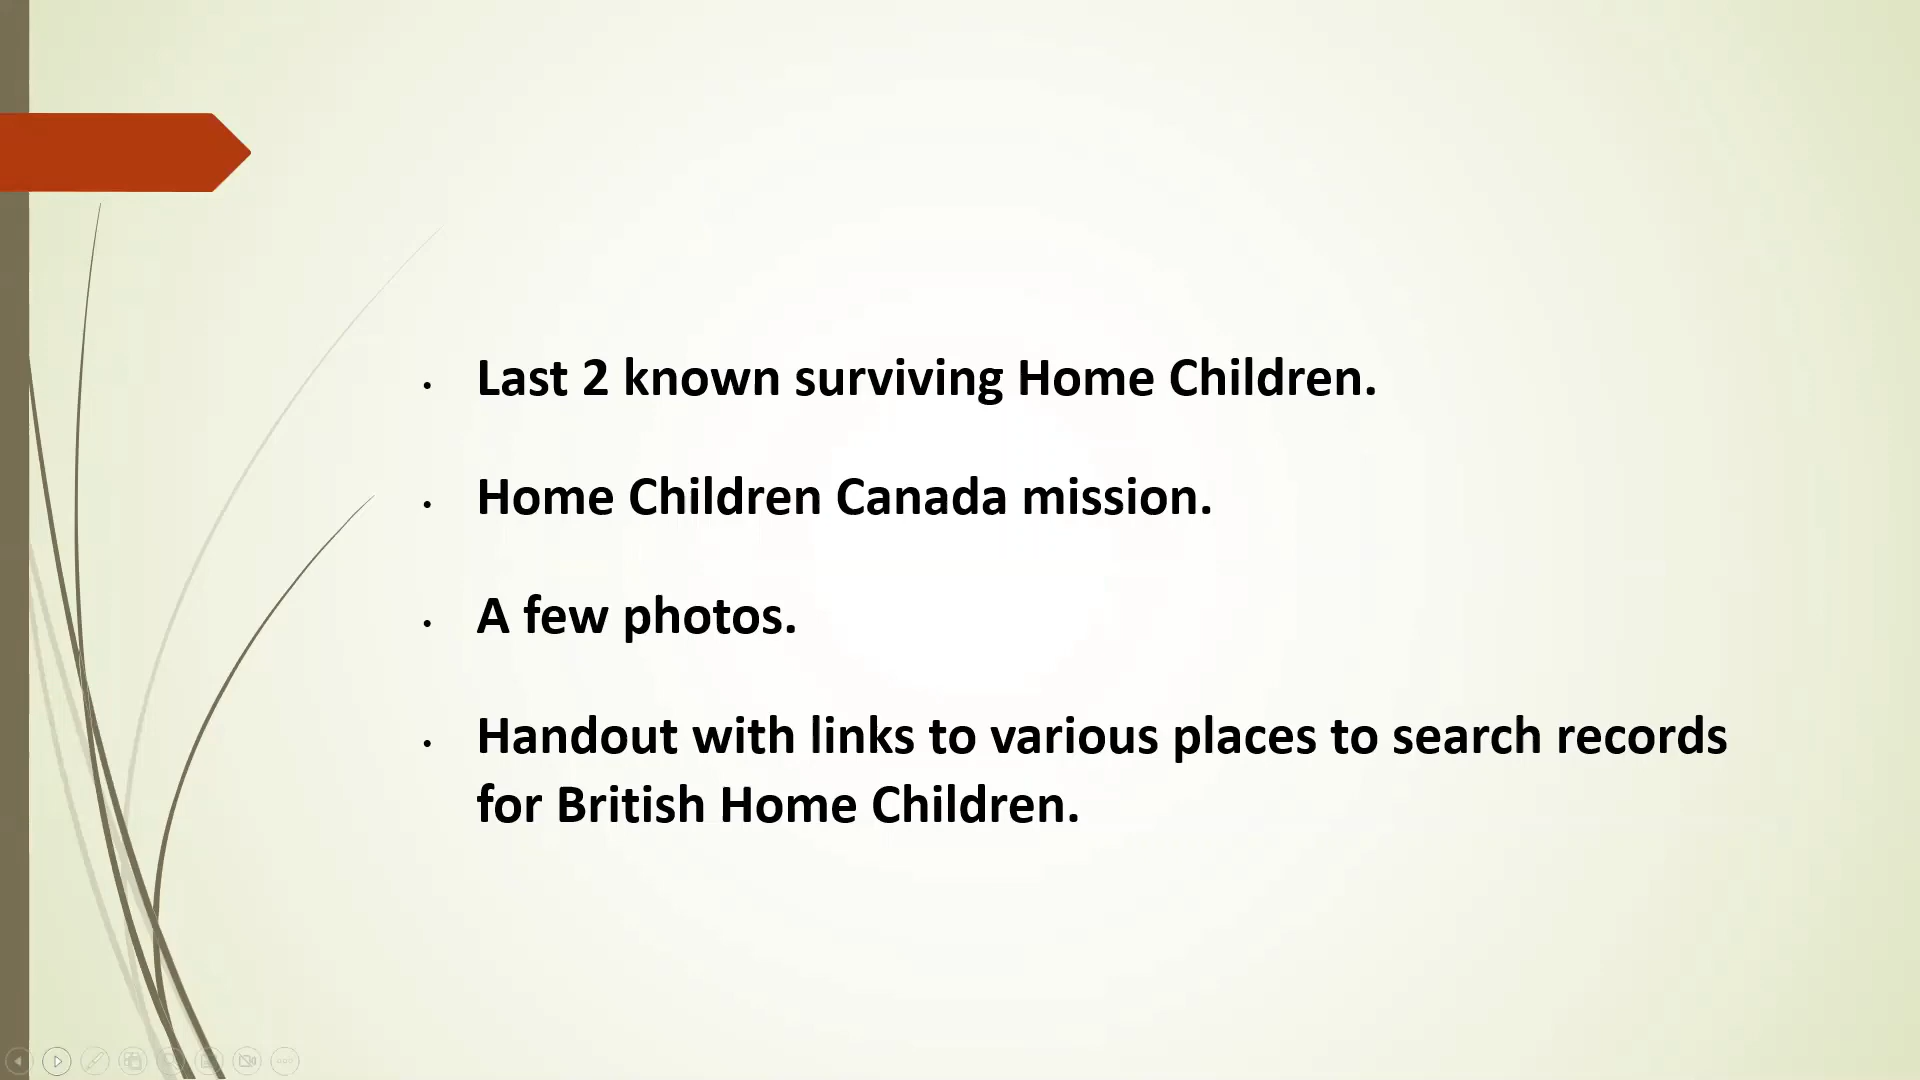 • Last 2 known surviving Home Children.
• Home Children Canada mission.
• A few photos.
• Handout with links to various places to search records
for British Home Children.